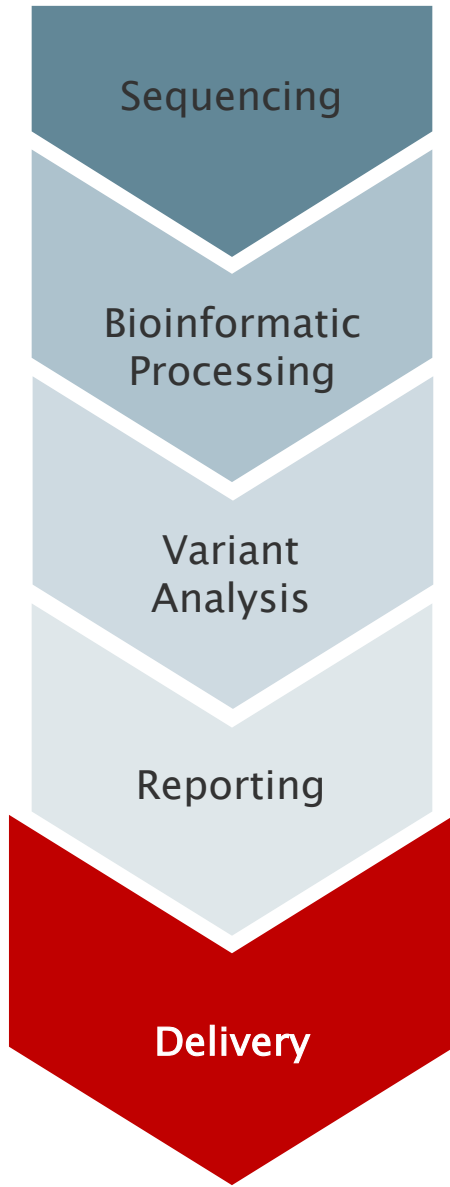 Sequencing
Bioinformatic
Processing
Variant
Analysis
Reporting
Delivery